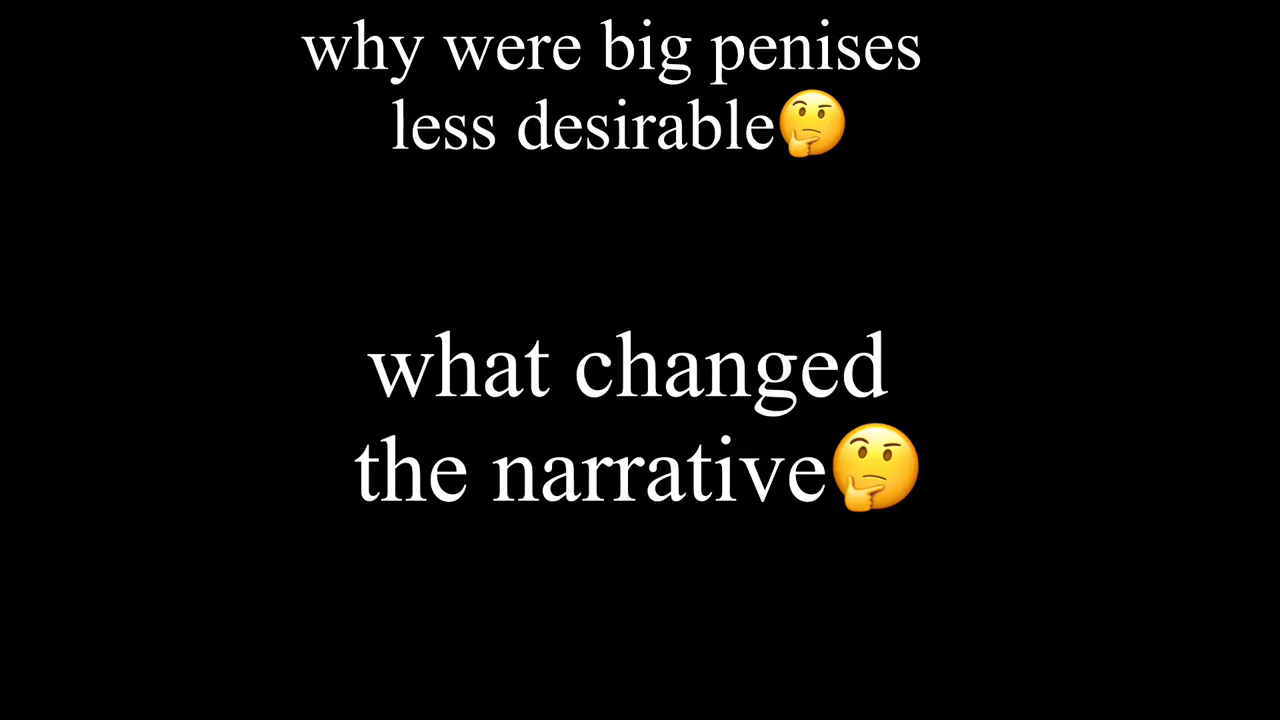 why were big penises
less desirable🤔
what changed
the narrative🤔